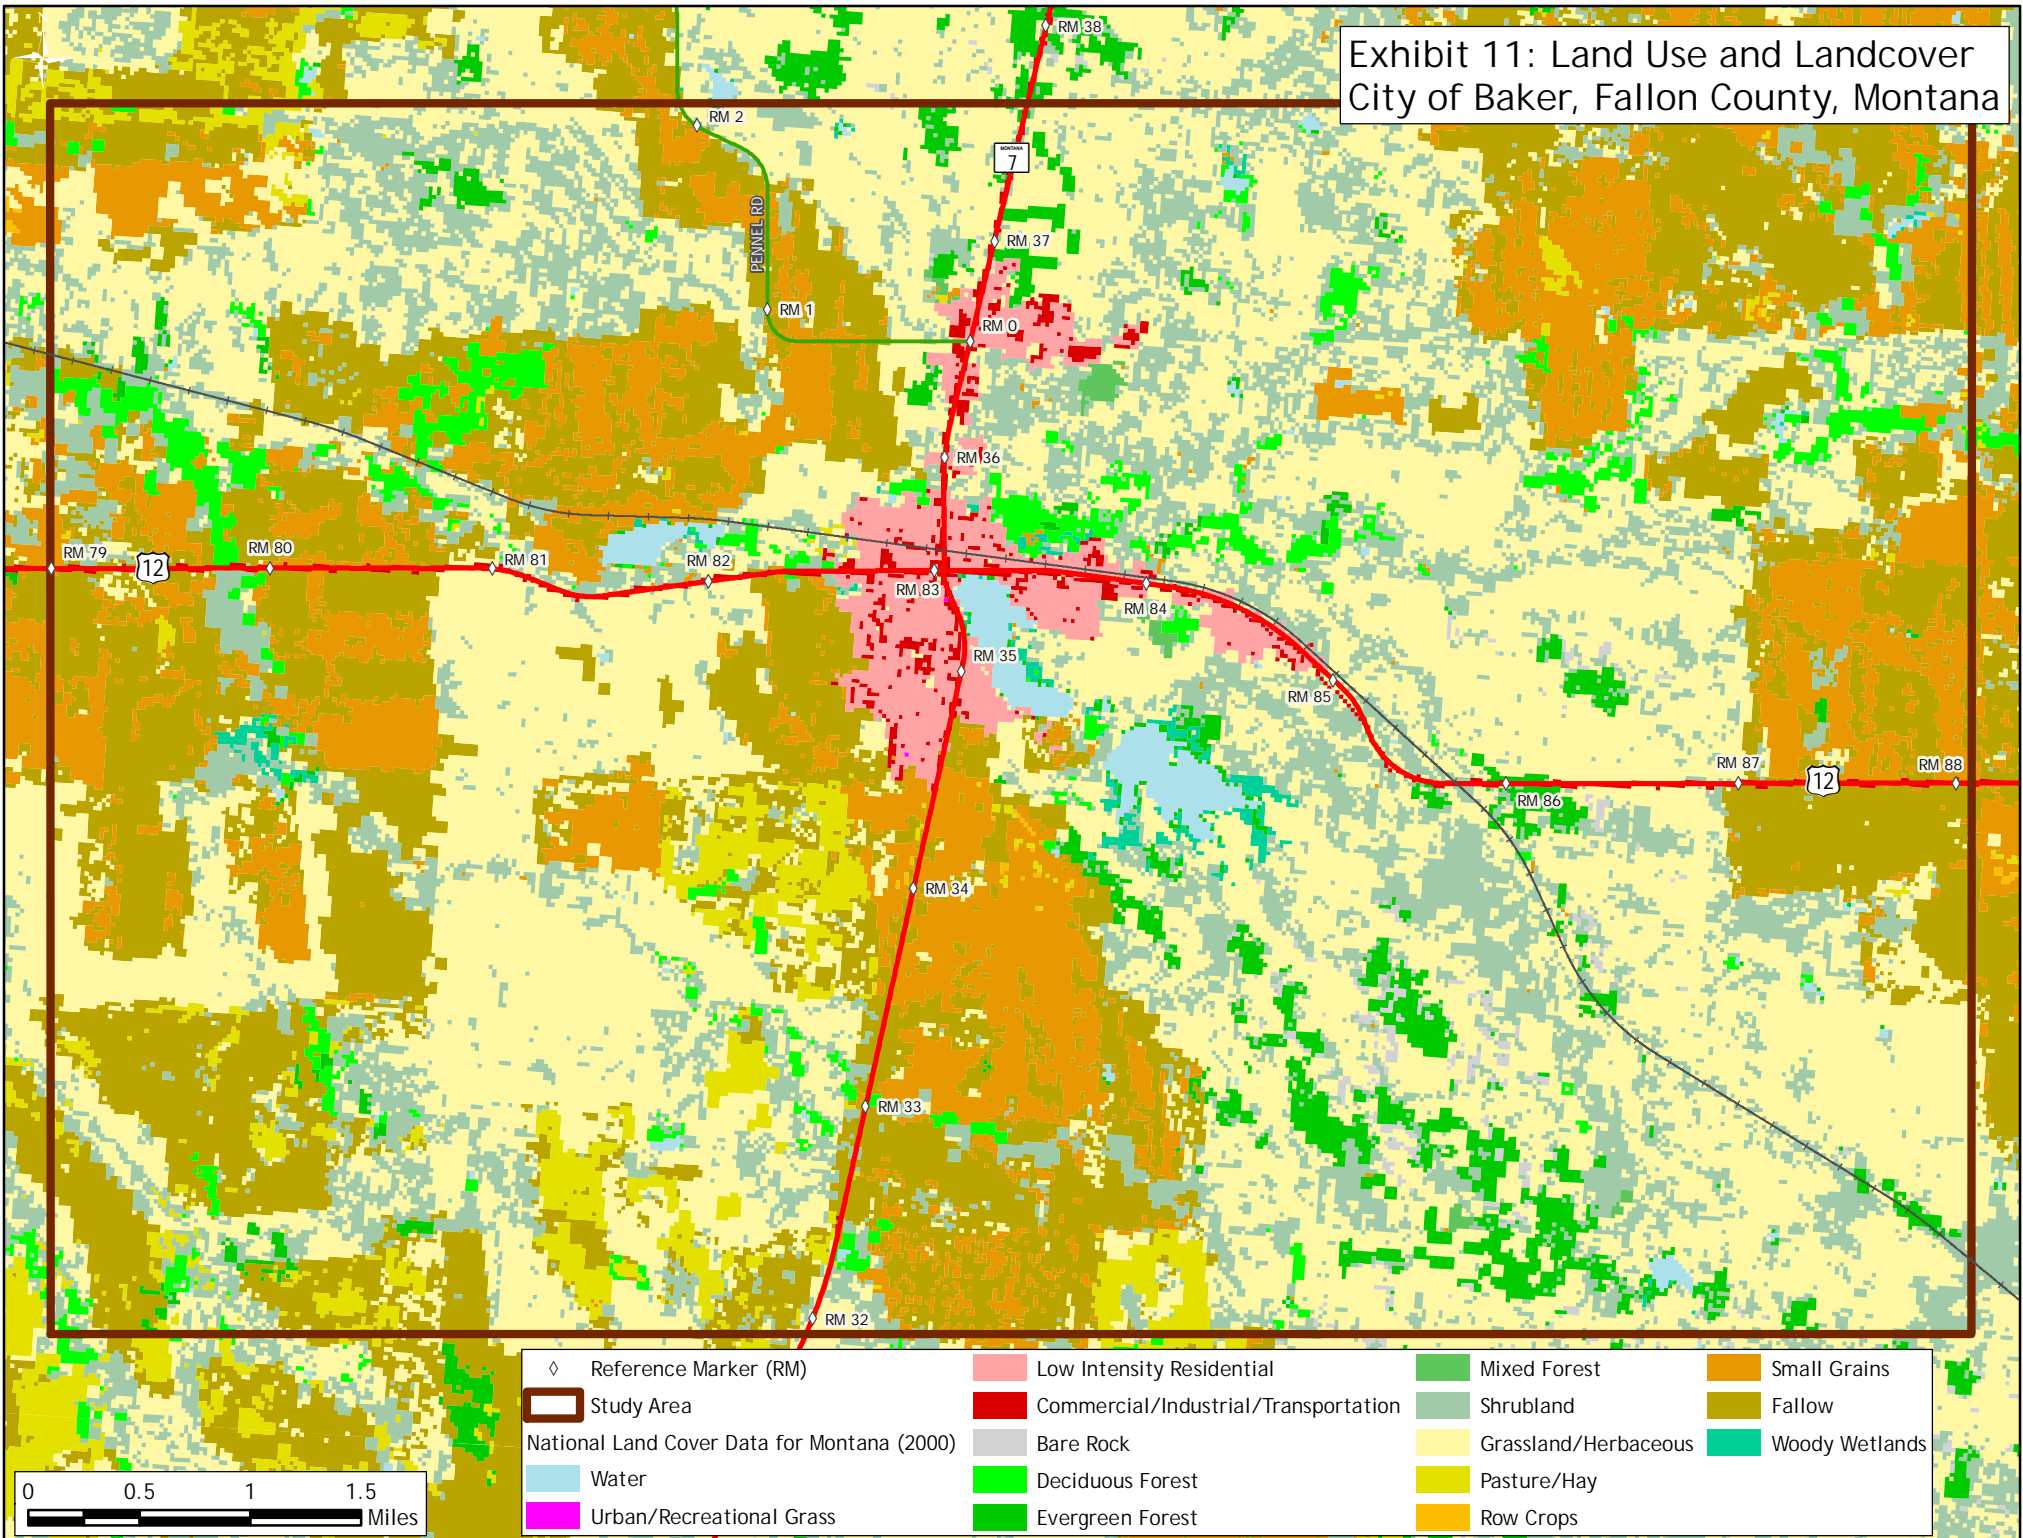 Exhibit 11: Land Use and Landcover
City of Baker, Fallon County, Montana
RM 38
RM 2
MONTANA
7
PENNEL RD
RM 37
RM 1
RM 0
RM 36
RM 79
12
RM 80
RM 81
RM 82
RM 83
RM 84
RM 35
RM 85
RM 86
RM 87
12
RM 88
RM 34
RM 33
RM 32
Reference Marker (RM)
Study Area
National Land Cover Data for Montana (2000)
Water
Urban/Recreational Grass
Low Intensity Residential
Commercial/Industrial/Transportation
Bare Rock
Deciduous Forest
Evergreen Forest
Mixed Forest
Shrubland
Grassland/Herbaceous
Pasture/Hay
Row Crops
Small Grains
Fallow
Woody Wetlands
0 0.5 1 1.5
Miles